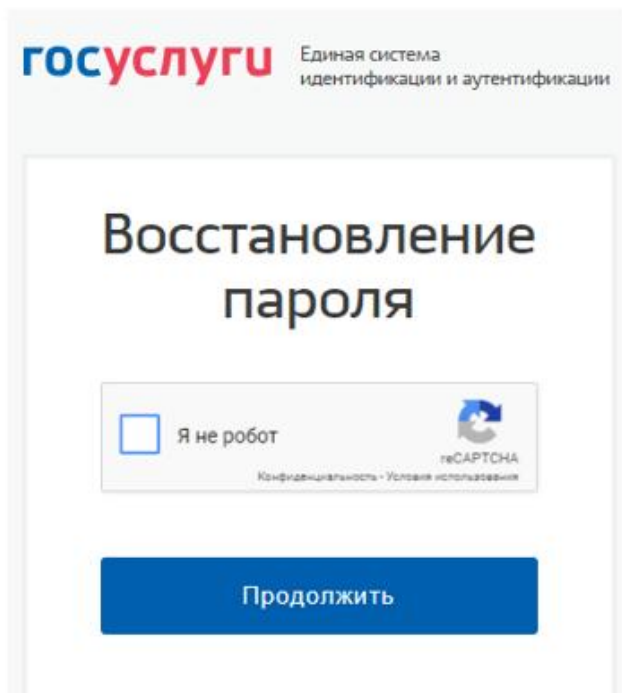 госуслуги
Единая система
идентификации и аутентификации
Восстановление
пароля
Я не робот
reCAPTCHA
Конфиденциальность - Условия использования
Продолжить